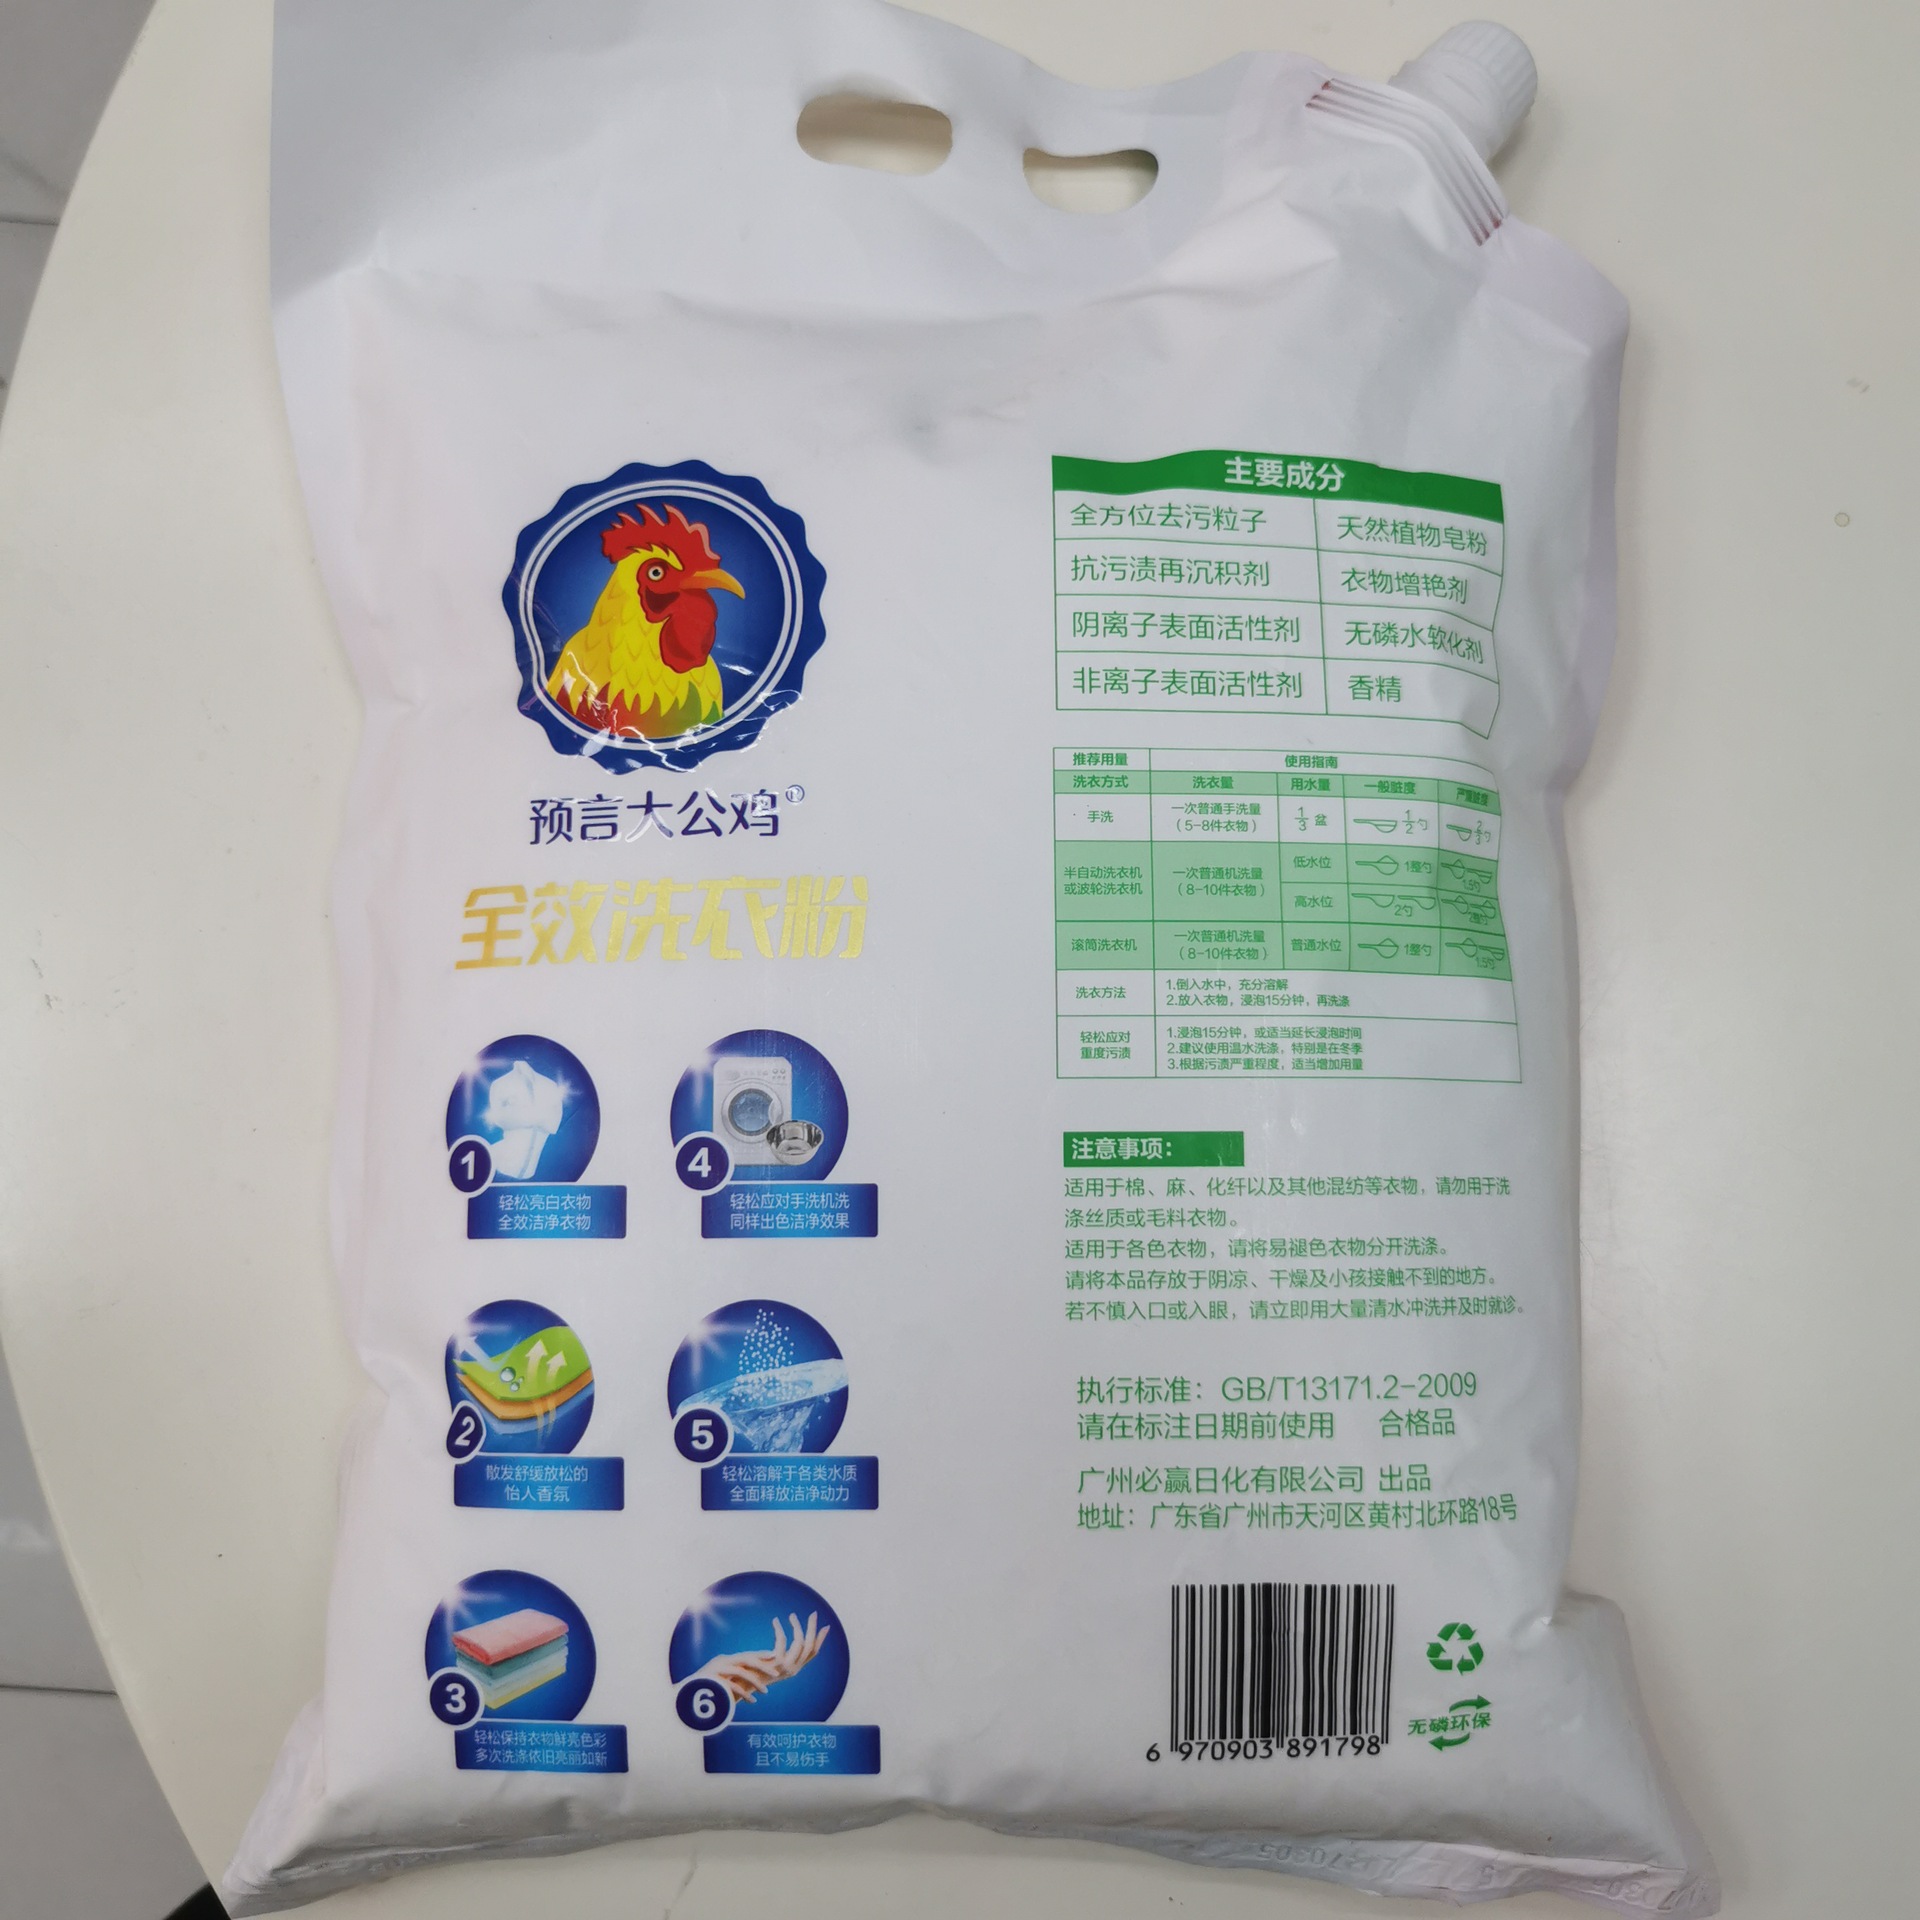 预言大公鸡®
全效洗衣粉
1
轻松亮白衣物
全效洁净衣物
4
轻松应对手洗机洗
同样出色洁净效果
2
散发舒缓放松的
怡人香氛
5
轻松溶解于各类水质
全面释放洁净动力
3
轻松保持衣物鲜亮色彩
多次洗涤依旧亮丽如新
6
有效呵护衣物
且不易伤手
主要成分
全方位去污粒子 天然植物皂粉
抗污渍再沉积剂 衣物增艳剂
阴离子表面活性剂 无磷水软化剂
非离子表面活性剂 香精
推荐用量 使用指南
洗衣方式 洗衣量 用水量 一般脏度 严重脏度
手洗 一次普通手洗量 (5-8件衣物) 1/3 盆 1/2勺 2/3勺
半自动洗衣机 或波轮洗衣机 一次普通机洗量 (8-10件衣物) 低水位 1整勺 1.5勺
高水位 2勺 2整勺
滚筒洗衣机 一次普通机洗量 (8-10件衣物) 普通水位 1整勺 1.5勺
洗衣方法
1.倒入水中，充分溶解
2.放入衣物，浸泡15分钟，再洗涤
轻松应对
重度污渍
1.浸泡15分钟，或适当延长浸泡时间
2.建议使用温水洗涤，特别是在冬季
3.根据污渍严重程度，适当增加用量
注意事项：
适用于棉、麻、化纤以及其他混纺等衣物，请勿用于洗
涤丝质或毛料衣物。
适用于各色衣物，请将易褪色衣物分开洗涤。
请将本品存放于阴凉、干燥及小孩接触不到的地方。
若不慎入口或入眼，请立即用大量清水冲洗并及时就诊。
执行标准：GB/T13171.2-2009
请在标注日期前使用 合格品
广州必赢日化有限公司 出品
地址：广东省广州市天河区黄村北环路18号
6 970903 891798
无磷环保